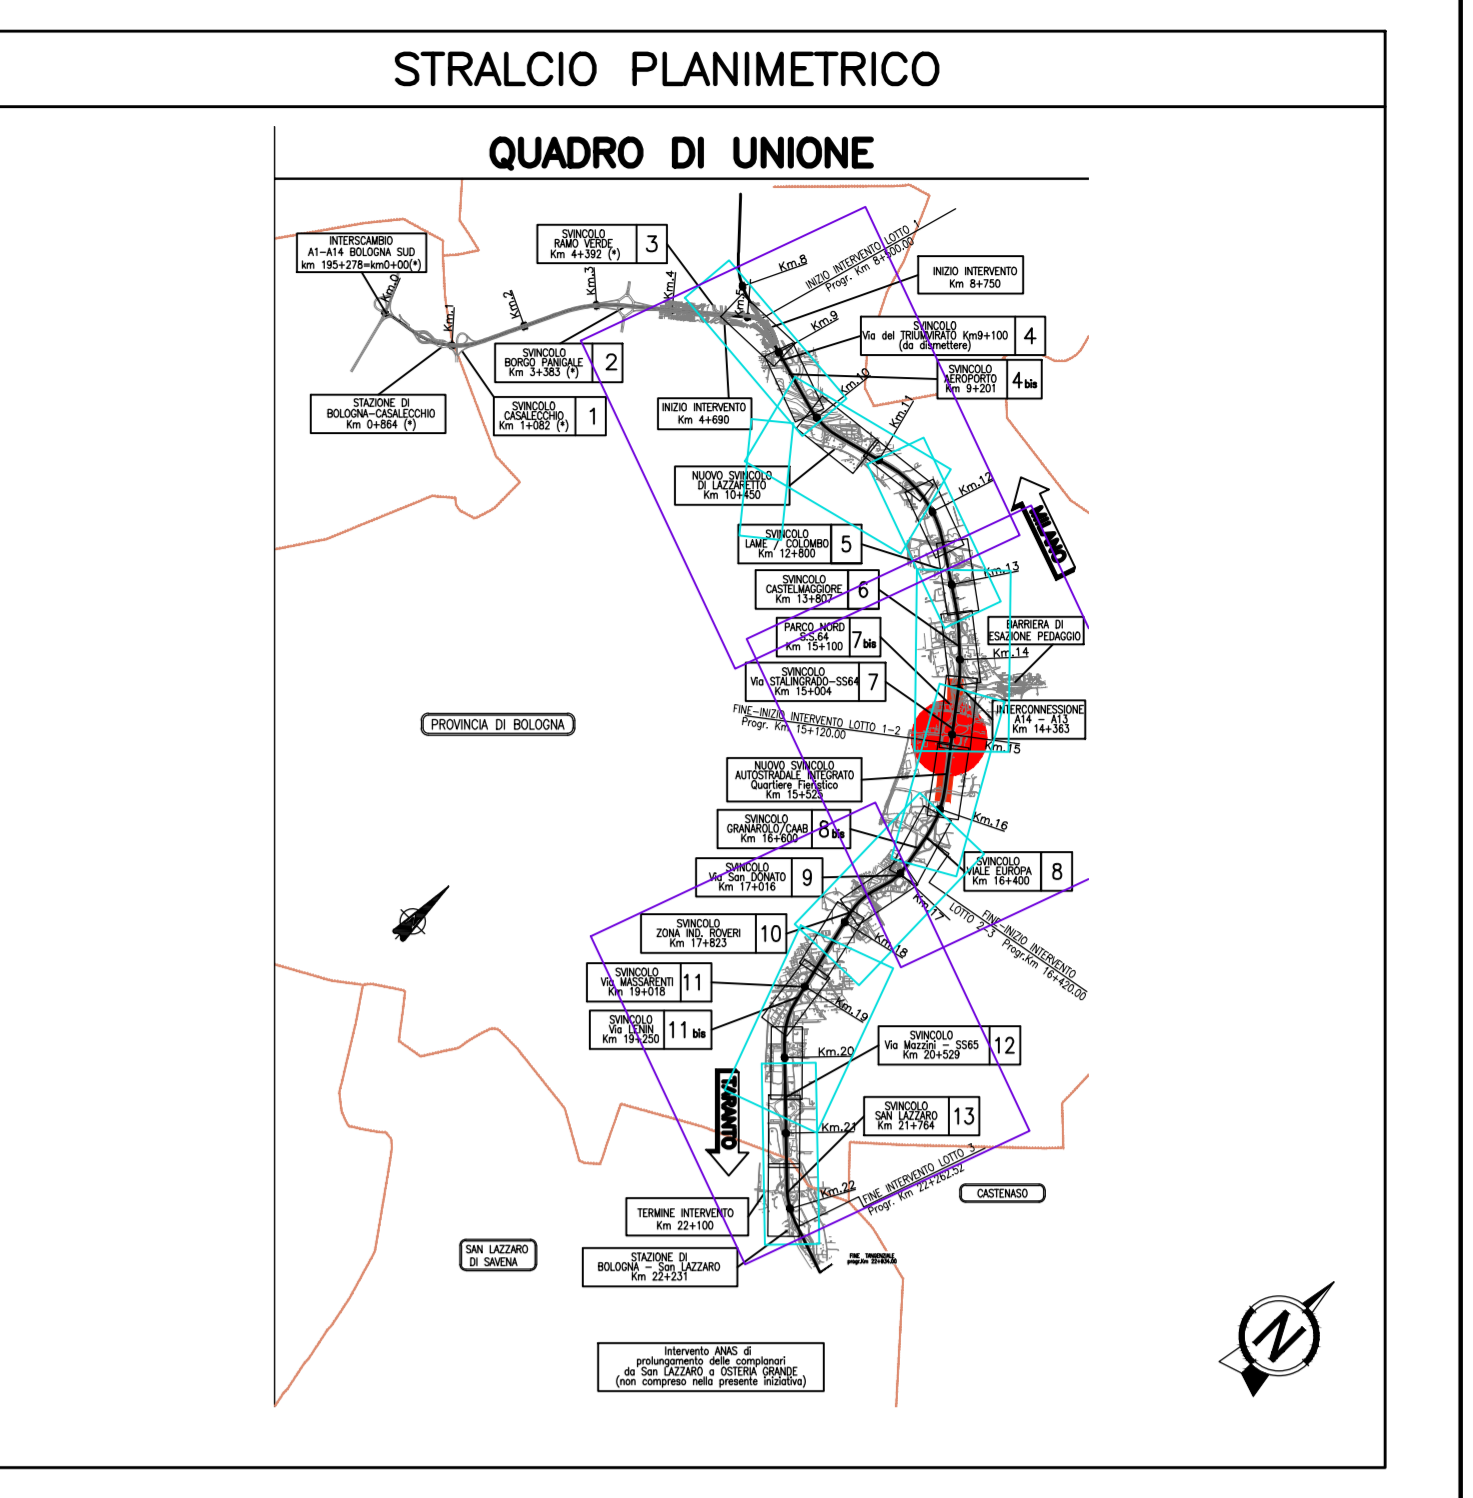 STRALCIO PLANIMETRICO
QUADRO DI UNIONE
INTERSCAMBIO
A1-A14 BOLOGNA SUD
km 195+278=km0+00(*)
Km.0
Km.1
Km.2
Km.3
Km.4
Km.5
SVINCOLO
RAMO VERDE
Km 4+392 (*)
3
Km.8
INIZIO INTERVENTO LOTTO 1
Progr. Km 8+500.00
INIZIO INTERVENTO
Km 8+750
Km.9
SVINCOLO
Via del TRIUMVIRATO Km9+100
(da dismettere)
4
SVINCOLO
AEROPORTO
Km 9+201
4 bis
SVINCOLO
BORGO PANIGALE
Km 3+383 (*)
2
STAZIONE DI
BOLOGNA-CASALECCHIO
Km 0+864 (*)
SVINCOLO
CASALECCHIO
Km 1+082 (*)
1
INIZIO INTERVENTO
Km 4+690
Km.10
Km.11
NUOVO SVINCOLO
DI LAZZARETTO
Km 10+450
Km.12
MILANO
SVINCOLO
LAME / COLOMBO
Km 12+800
5
Km.13
SVINCOLO
CASTELMAGGIORE
Km 13+807
6
BARRIERA DI
ESAZIONE PEDAGGIO
PARCO NORD
S.S.64
Km 15+100
7 bis
Km.14
SVINCOLO
Via STALINGRADO-SS64
Km 15+004
7
INTERCONNESSIONE
A14 - A13
Km 14+363
FINE-INIZIO INTERVENTO LOTTO 1-2
Progr. Km 15+120.00
PROVINCIA DI BOLOGNA
Km.15
NUOVO SVINCOLO
AUTOSTRADALE INTEGRATO
Quartiere Fieristico
Km 15+525
Km.16
SVINCOLO
GRANAROLO/CAAB
Km 16+600
8 bis
SVINCOLO
VIALE EUROPA
Km 16+400
8
SVINCOLO
Via San DONATO
Km 17+016
9
Km.17
FINE-INIZIO INTERVENTO
LOTTO 2-3 Progr.Km 16+420.00
SVINCOLO
ZONA IND. ROVERI
Km 17+823
10
Km.18
SVINCOLO
Via MASSARENTI
Km 19+018
11
Km.19
SVINCOLO
Via LENIN
Km 19+250
11 bis
SVINCOLO
Via Mazzini - SS65
Km 20+529
12
Km.20
TARANTO
SVINCOLO
SAN LAZZARO
Km 21+764
13
Km.21
FINE INTERVENTO LOTTO 3
Progr. Km 22+262.52
Km.22
CASTENASO
TERMINE INTERVENTO
Km 22+100
SAN LAZZARO
DI SAVENA
STAZIONE DI
BOLOGNA - San LAZZARO
Km 22+231
FINE TANGENZIALE
Intervento ANAS di
prolungamento delle complanari
da San LAZZARO a OSTERIA GRANDE
(non compreso nella presente iniziativa)
N